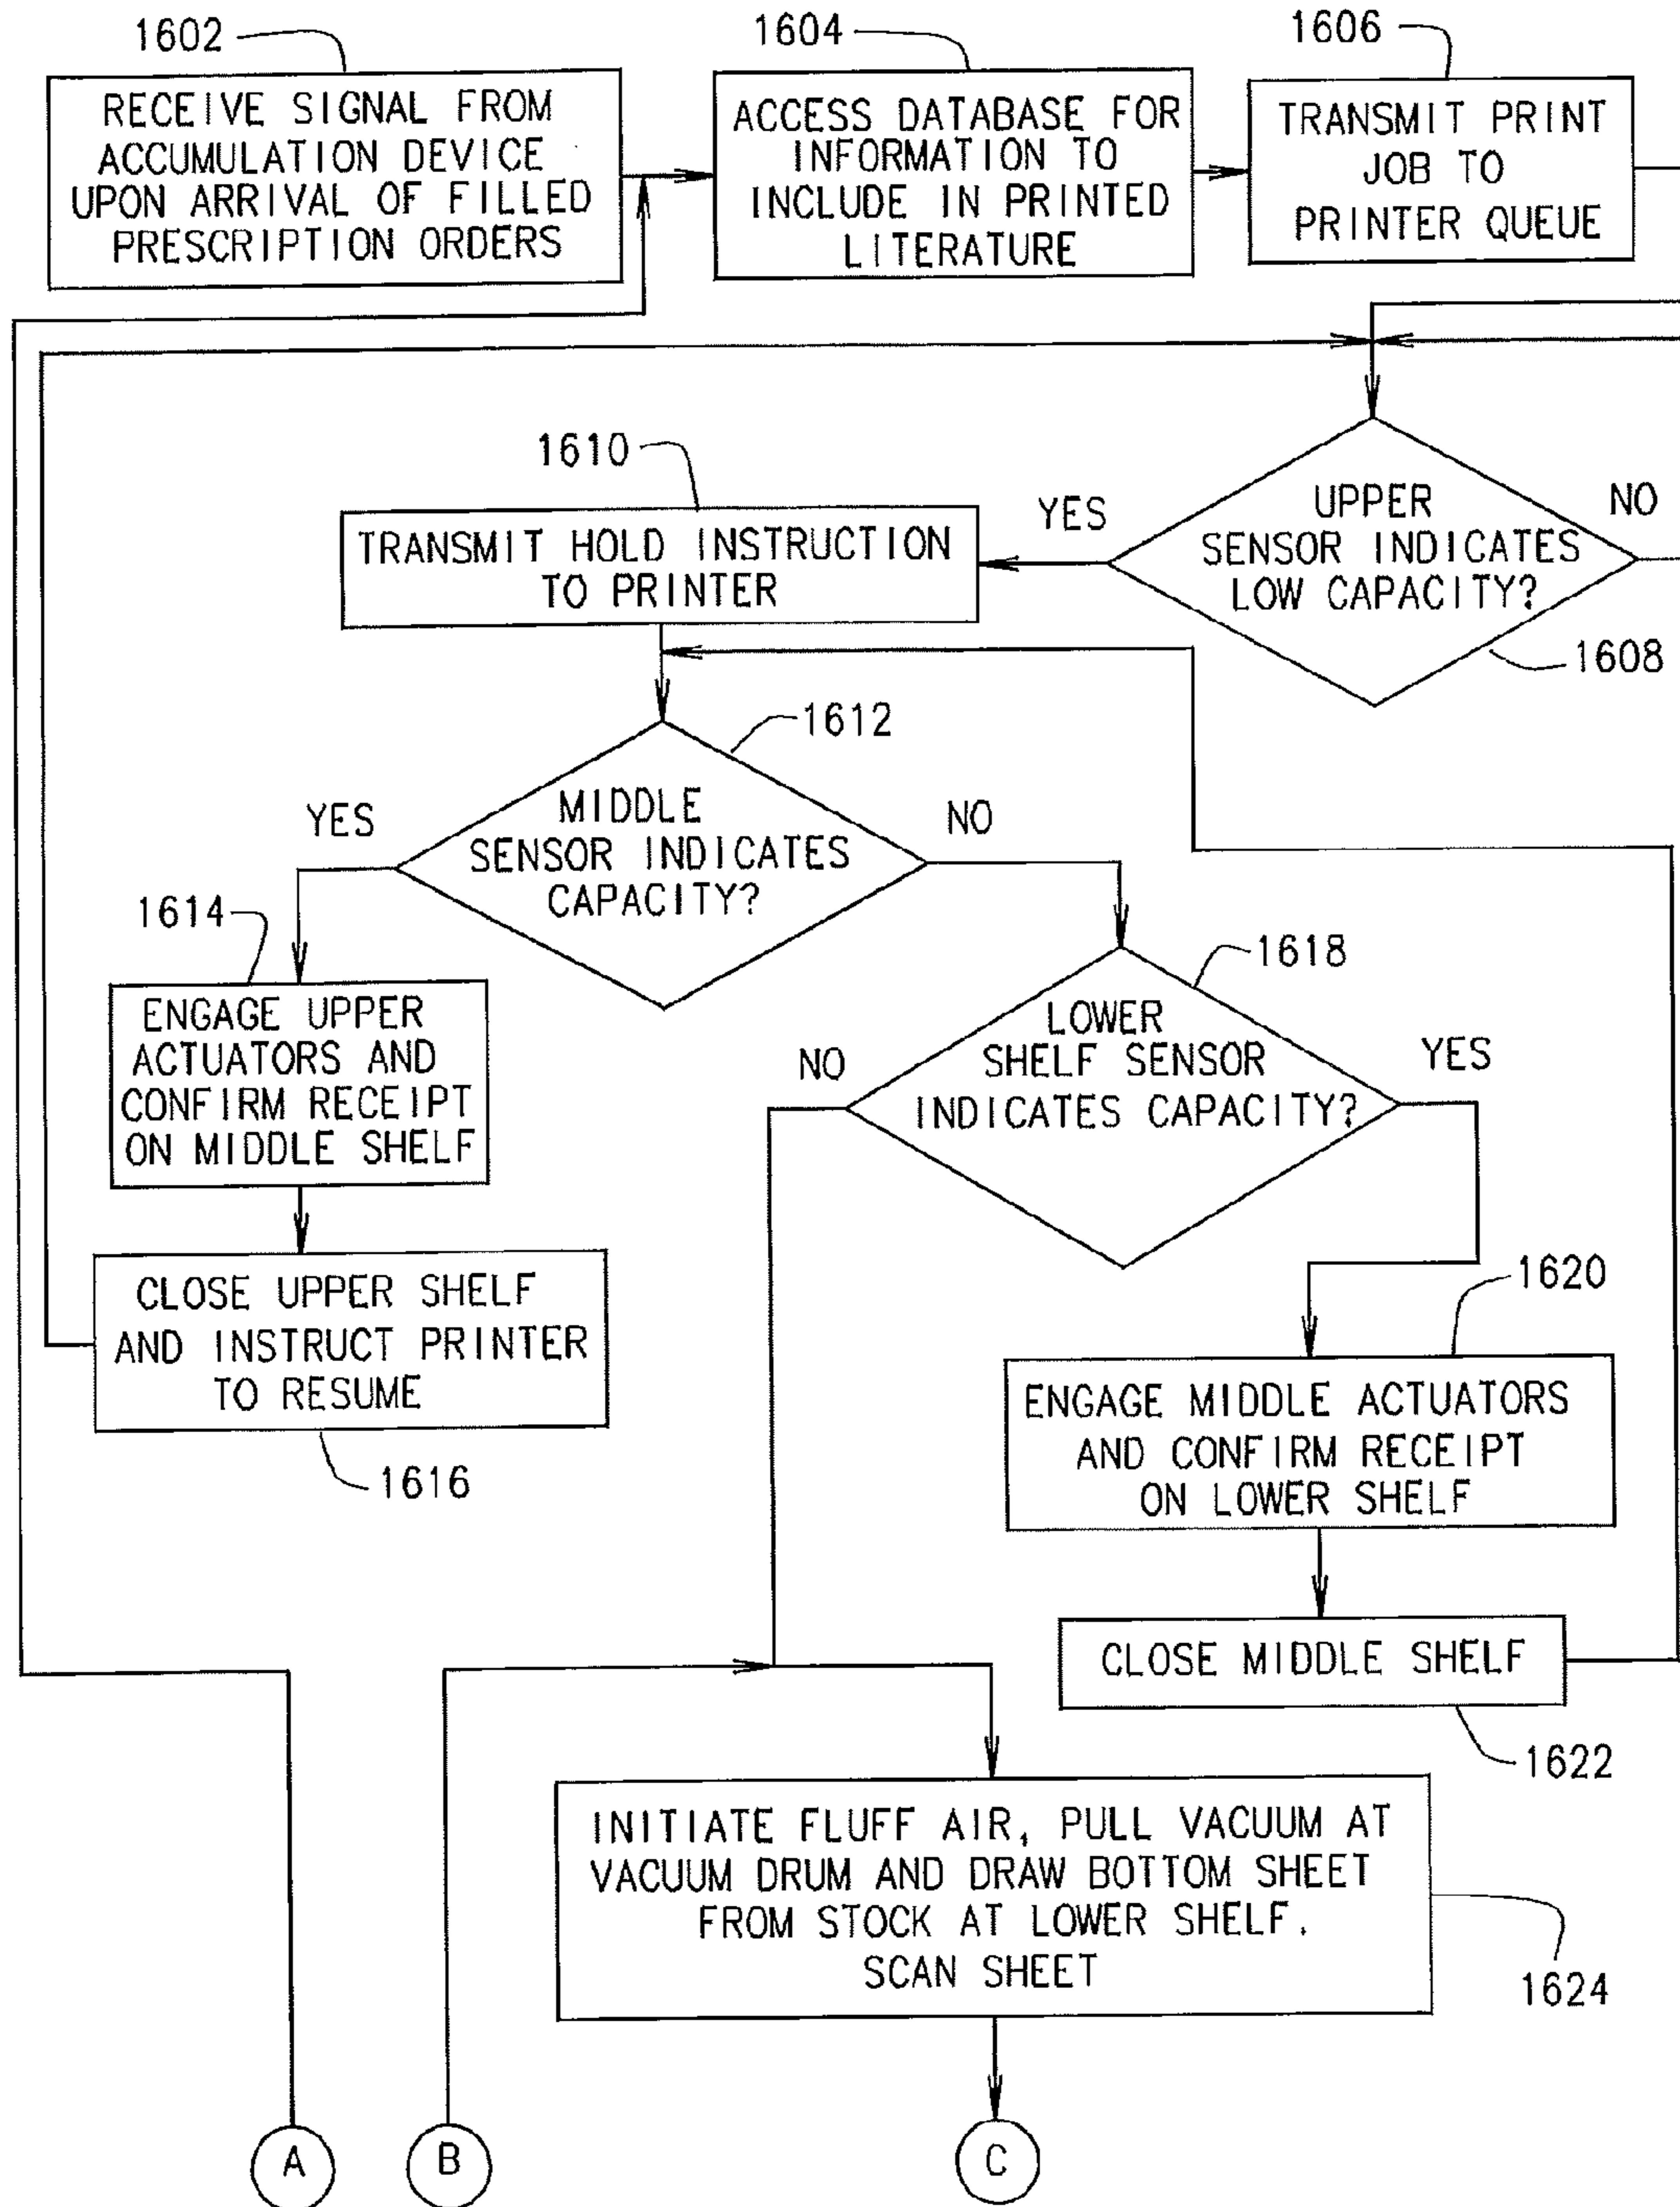 1602
1604
1606
RECEIVE SIGNAL FROM
ACCUMULATION DEVICE
UPON ARRIVAL OF FILLED
PRESCRIPTION ORDERS
ACCESS DATABASE FOR
INFORMATION TO
INCLUDE IN PRINTED
LITERATURE
TRANSMIT PRINT
JOB TO
PRINTER QUEUE
1610
TRANSMIT HOLD INSTRUCTION
TO PRINTER
YES
UPPER
SENSOR INDICATES
LOW CAPACITY?
NO
1608
1612
YES
MIDDLE
SENSOR INDICATES
CAPACITY?
NO
1614
ENGAGE UPPER
ACTUATORS AND
CONFIRM RECEIPT
ON MIDDLE SHELF
1618
NO
LOWER
SHELF SENSOR
INDICATES CAPACITY?
YES
CLOSE UPPER SHELF
AND INSTRUCT PRINTER
TO RESUME
1616
1620
ENGAGE MIDDLE ACTUATORS
AND CONFIRM RECEIPT
ON LOWER SHELF
CLOSE MIDDLE SHELF
1622
INITIATE FLUFF AIR, PULL VACUUM AT
VACUUM DRUM AND DRAW BOTTOM SHEET
FROM STOCK AT LOWER SHELF.
SCAN SHEET
1624
A
B
C